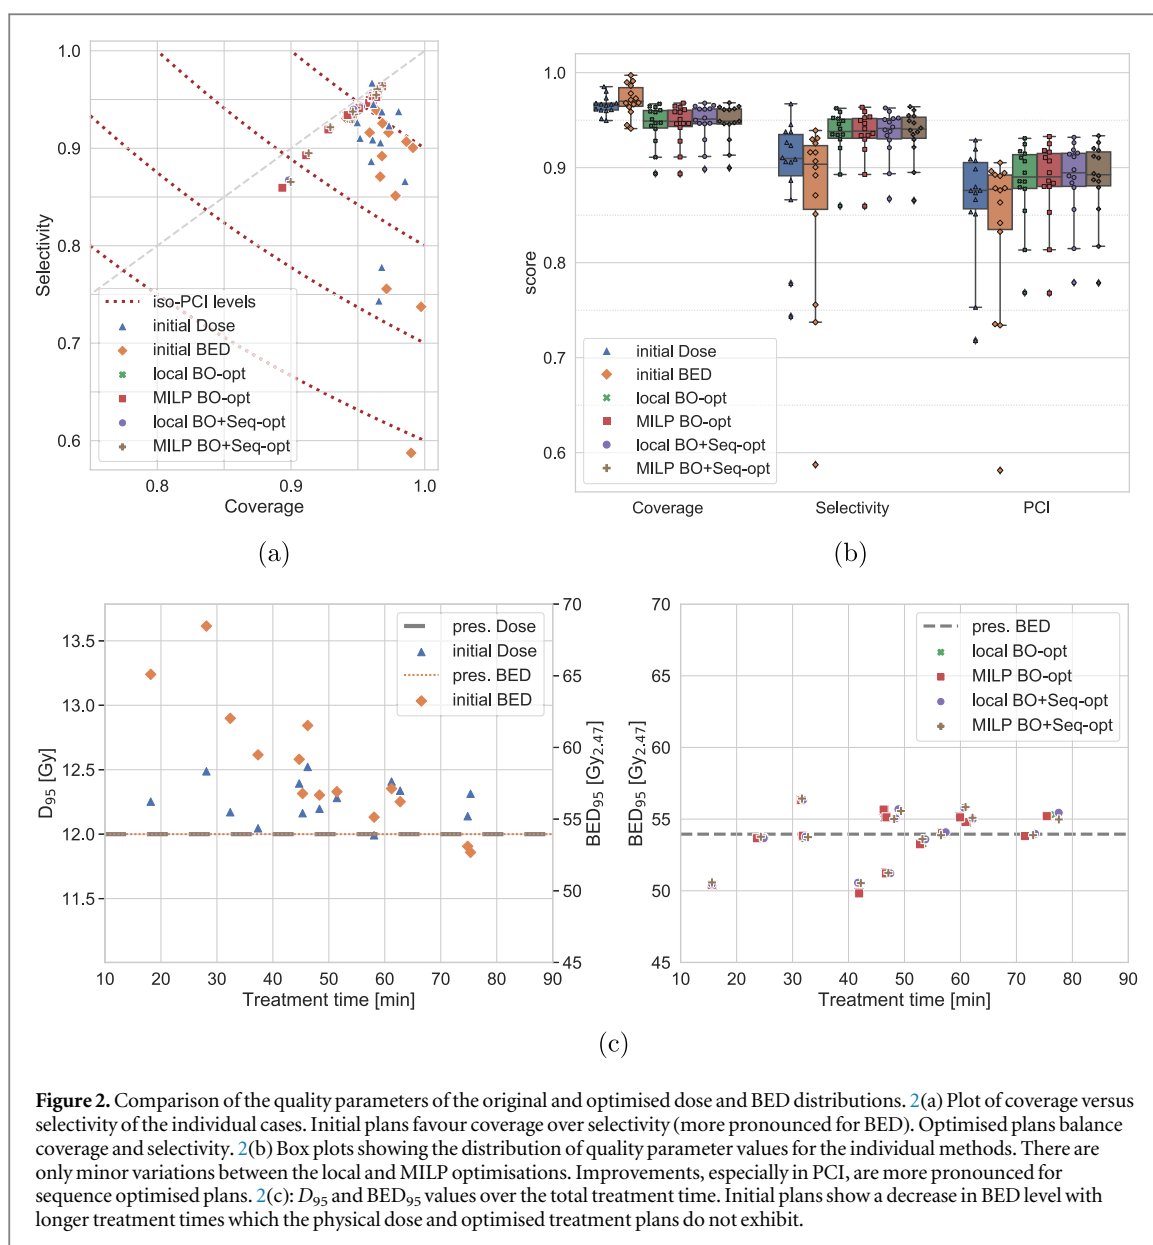 1.0
0.9
0.8
0.7
0.6
Selectivity
iso-PCI levels
initial Dose
initial BED
local BO-opt
MILP BO-opt
local BO+Seq-opt
MILP BO+Seq-opt
0.8
0.9
1.0
Coverage
(a)
1.0
0.9
0.8
0.7
0.6
score
initial Dose
initial BED
local BO-opt
MILP BO-opt
local BO+Seq-opt
MILP BO+Seq-opt
Coverage
Selectivity
PCI
(b)
13.5
13.0
12.5
12.0
11.5
D95 [Gy]
pres. Dose
initial Dose
pres. BED
initial BED
70
65
60
55
50
45
BED95 [Gy2.47]
10 20 30 40 50 60 70 80 90
Treatment time [min]
70
65
60
55
50
45
BED95 [Gy2.47]
pres. BED
local BO-opt
MILP BO-opt
local BO+Seq-opt
MILP BO+Seq-opt
10 20 30 40 50 60 70 80 90
Treatment time [min]
(c)
Figure 2. Comparison of the quality parameters of the original and optimised dose and BED distributions. 2(a) Plot of coverage versus
selectivity of the individual cases. Initial plans favour coverage over selectivity (more pronounced for BED). Optimised plans balance
coverage and selectivity. 2(b) Box plots showing the distribution of quality parameter values for the individual methods. There are
only minor variations between the local and MILP optimisations. Improvements, especially in PCI, are more pronounced for
sequence optimised plans. 2(c): D95 and BED95 values over the total treatment time. Initial plans show a decrease in BED level with
longer treatment times which the physical dose and optimised treatment plans do not exhibit.